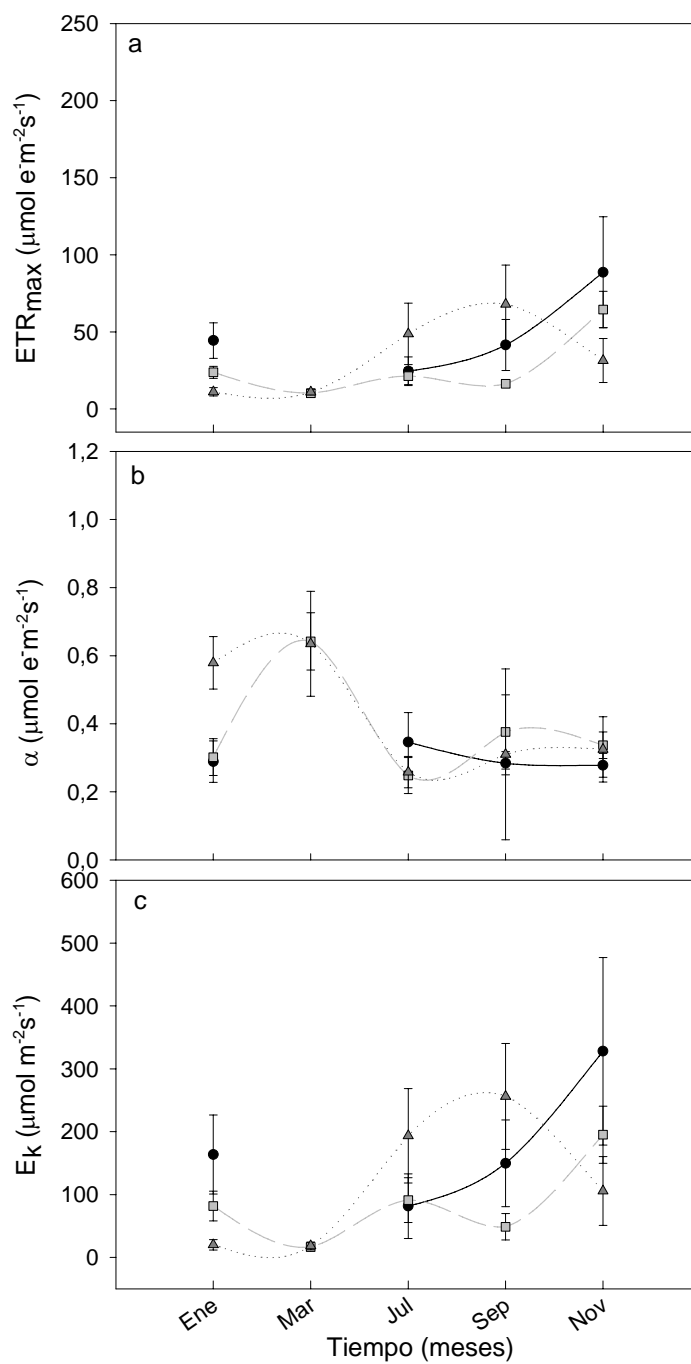 a
250
200
150
100
50
0
ETRmax (µmol e⁻m⁻²s⁻¹)
b
1,2
1,0
0,8
0,6
0,4
0,2
0,0
α (µmol e⁻m⁻²s⁻¹)
c
600
500
400
300
200
100
0
Ek (µmol m⁻²s⁻¹)
Ene Mar Jul Sep Nov
Tiempo (meses)